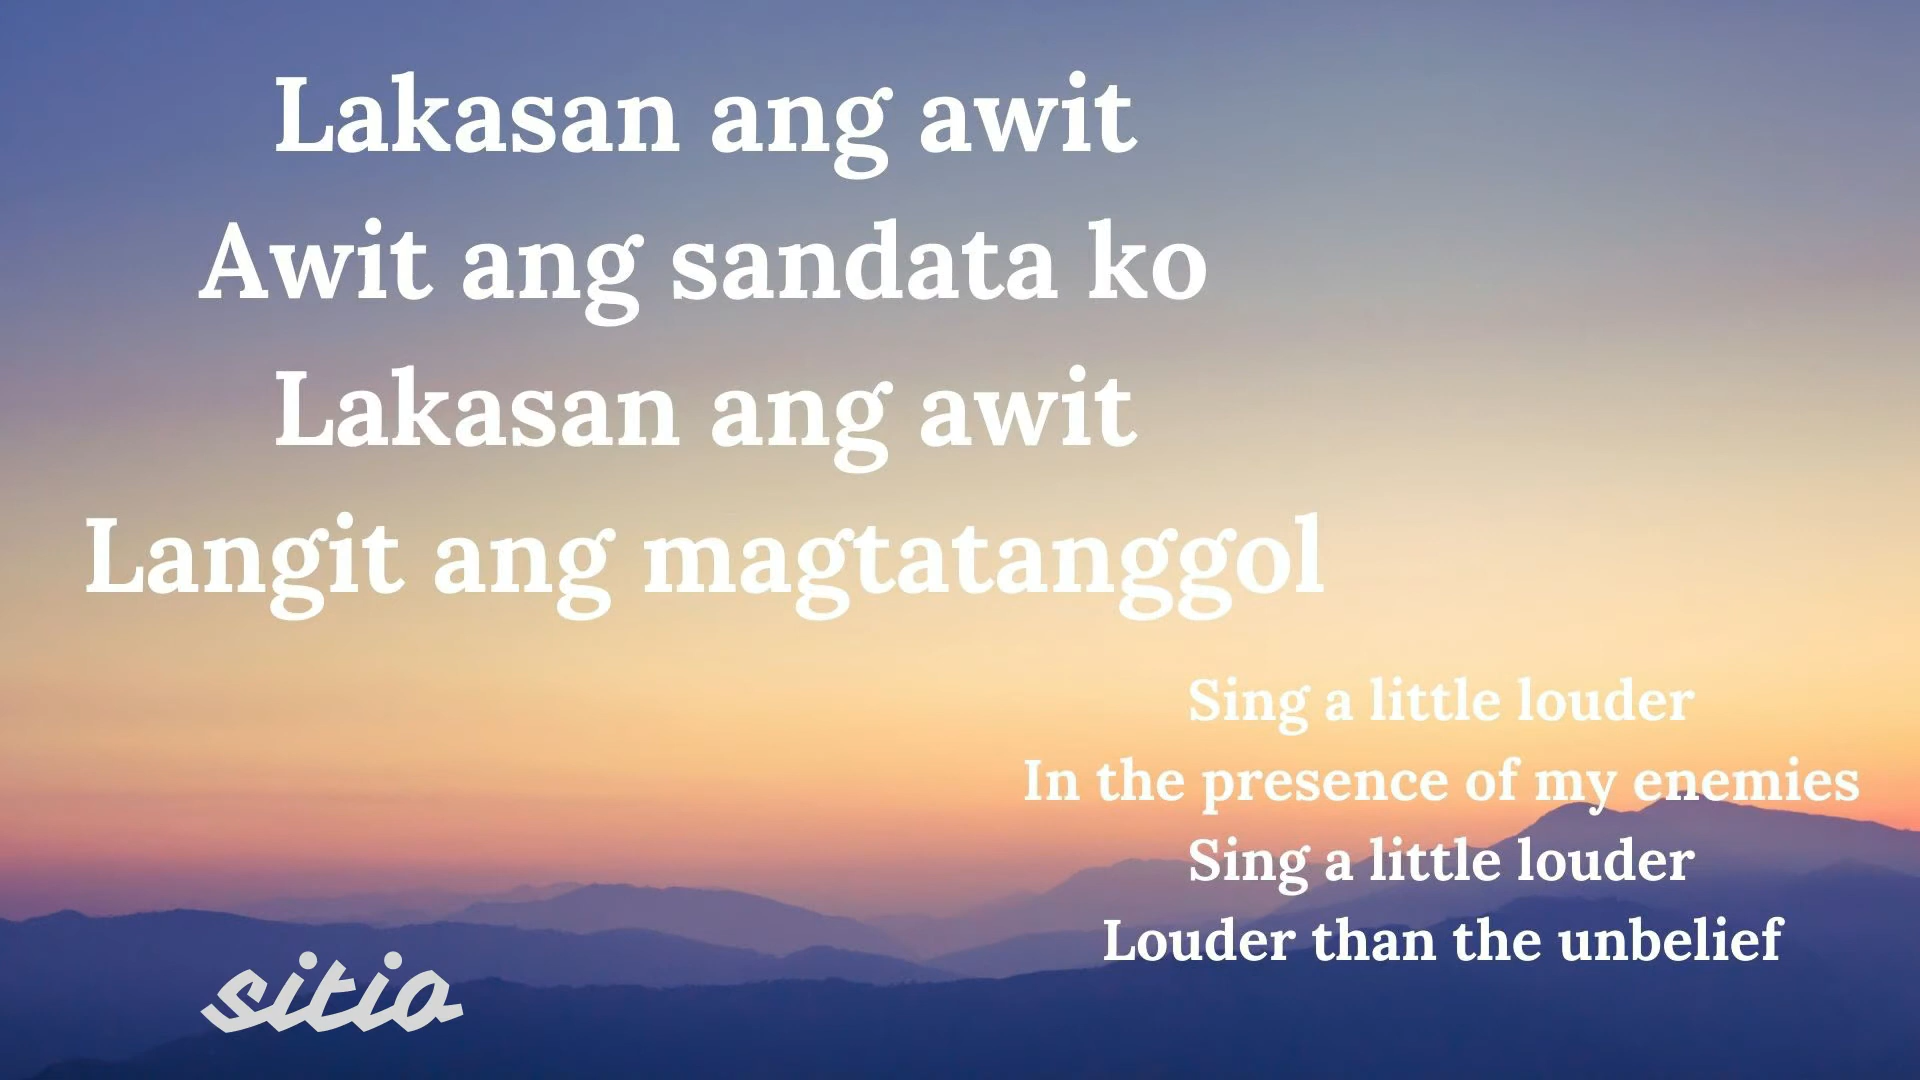 Lakasan ang awit
Awit ang sandata ko
Lakasan ang awit
Langit ang magtatanggol
Sing a little louder
In the presence of my enemies
Sing a little louder
Louder than the unbelief
sitio